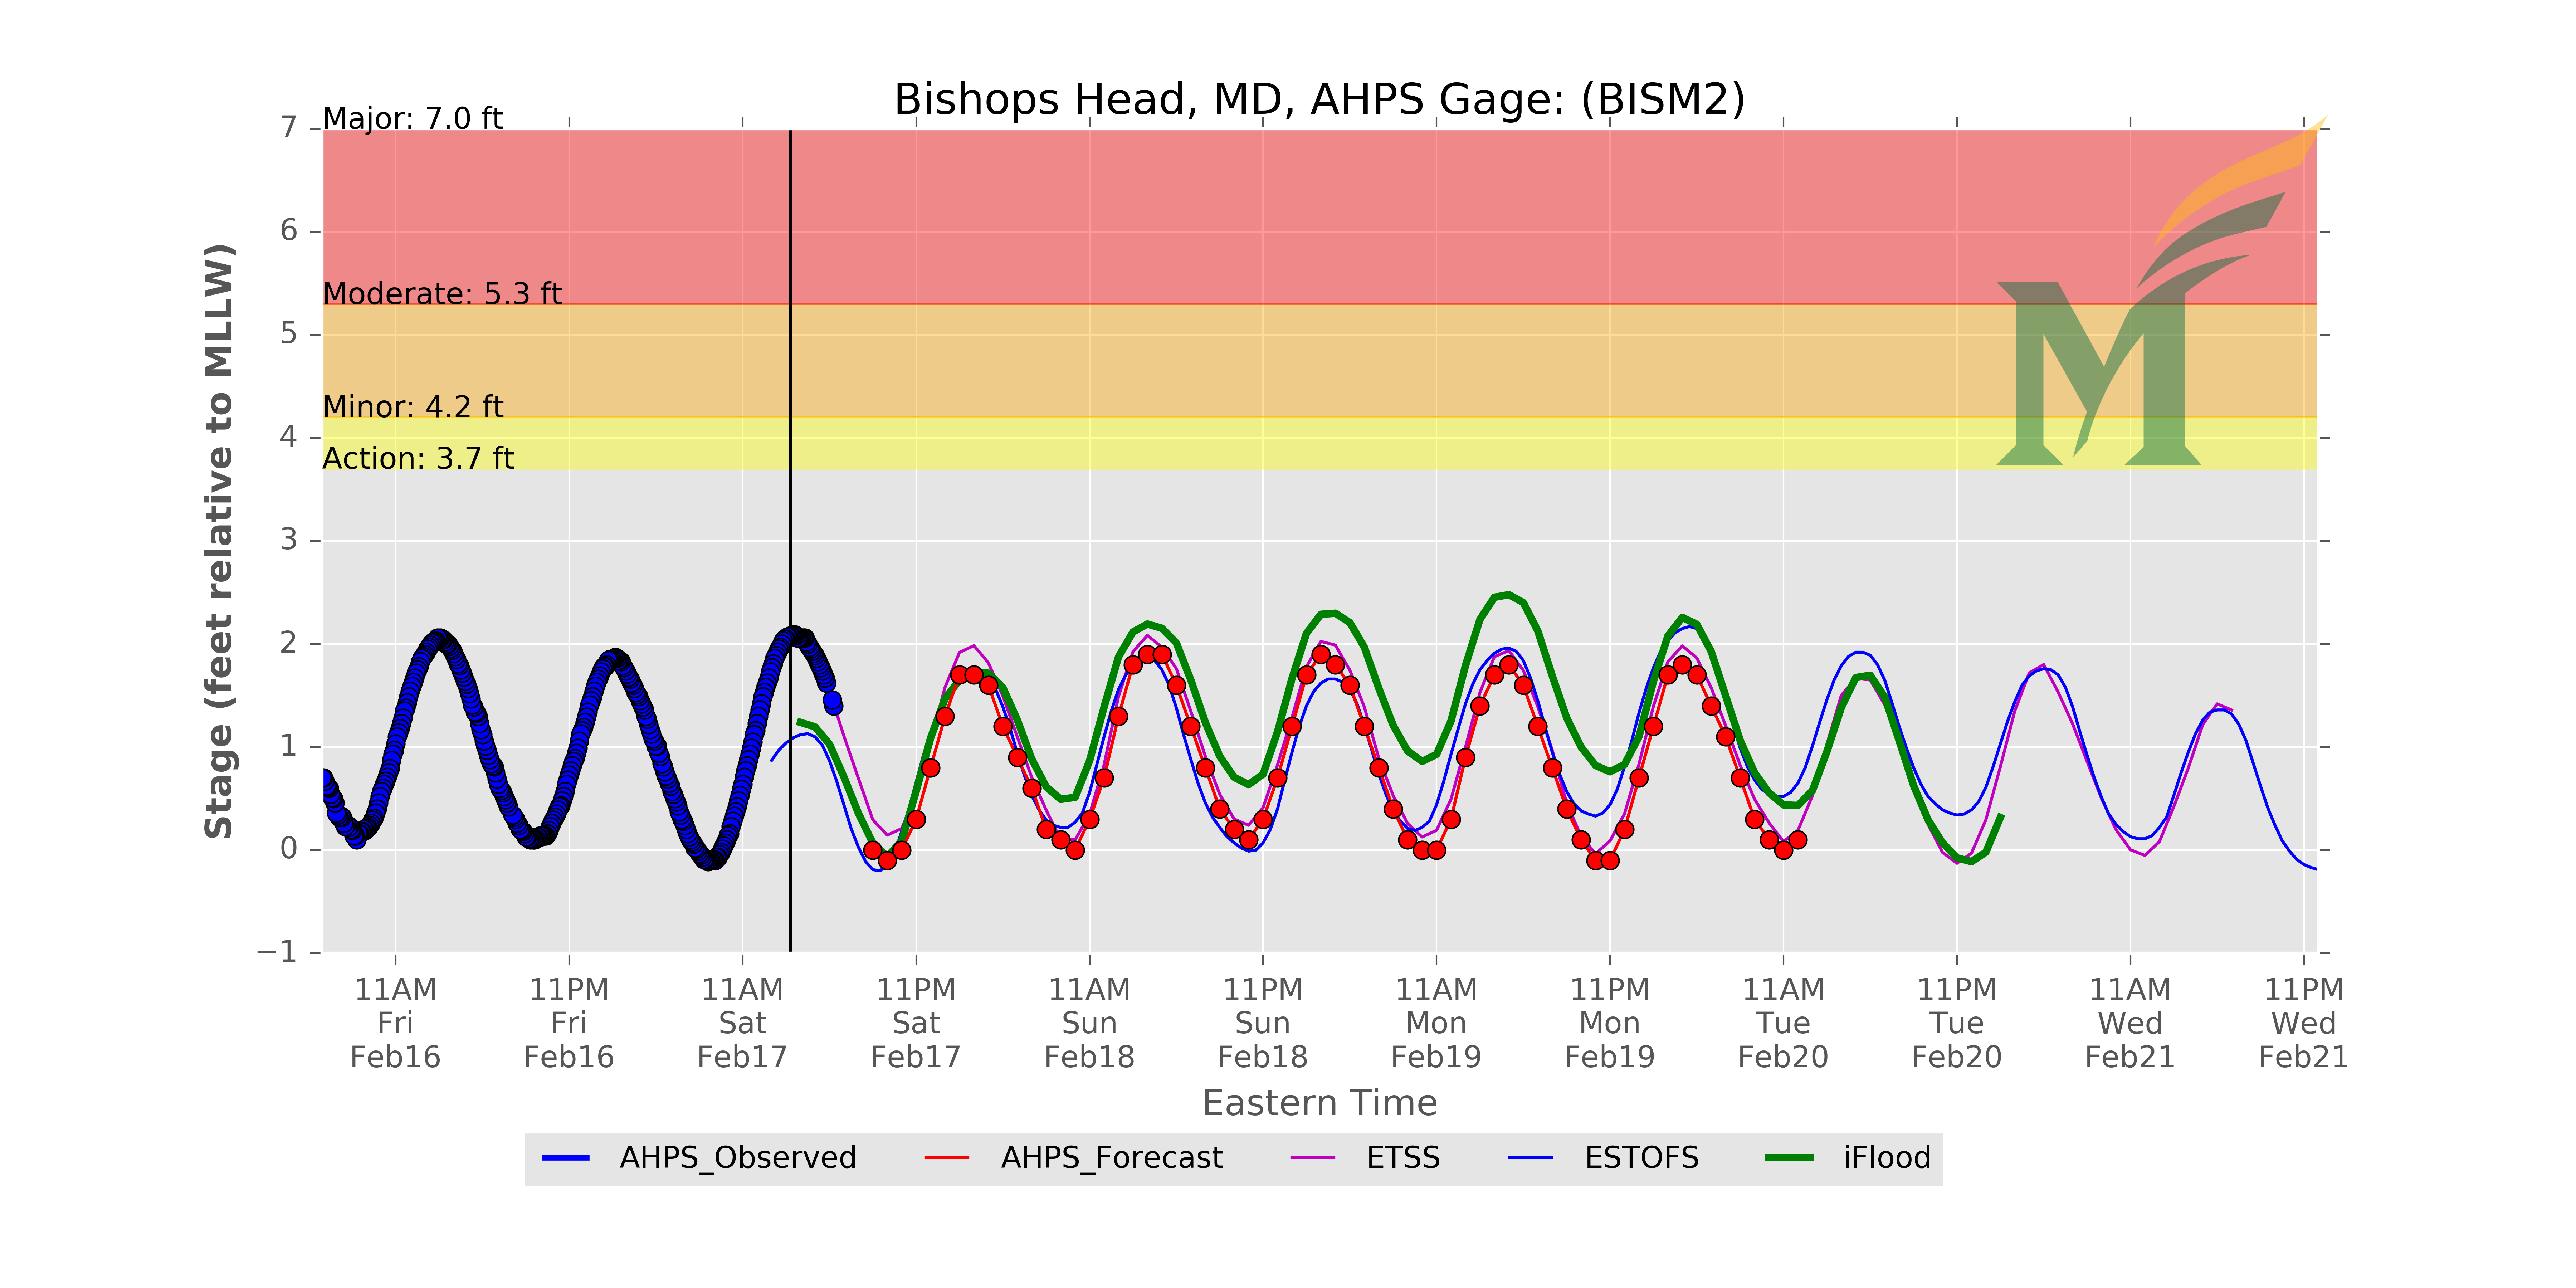 Bishops Head, MD, AHPS Gage: (BISM2)
Major: 7.0 ft
Moderate: 5.3 ft
Minor: 4.2 ft
Action: 3.7 ft
Stage (feet relative to MLLW)
7
6
5
4
3
2
1
0
−1
11AM Fri Feb16
11PM Fri Feb16
11AM Sat Feb17
11PM Sat Feb17
11AM Sun Feb18
11PM Sun Feb18
11AM Mon Feb19
11PM Mon Feb19
11AM Tue Feb20
11PM Tue Feb20
11AM Wed Feb21
11PM Wed Feb21
Eastern Time
AHPS_Observed AHPS_Forecast ETSS ESTOFS iFlood